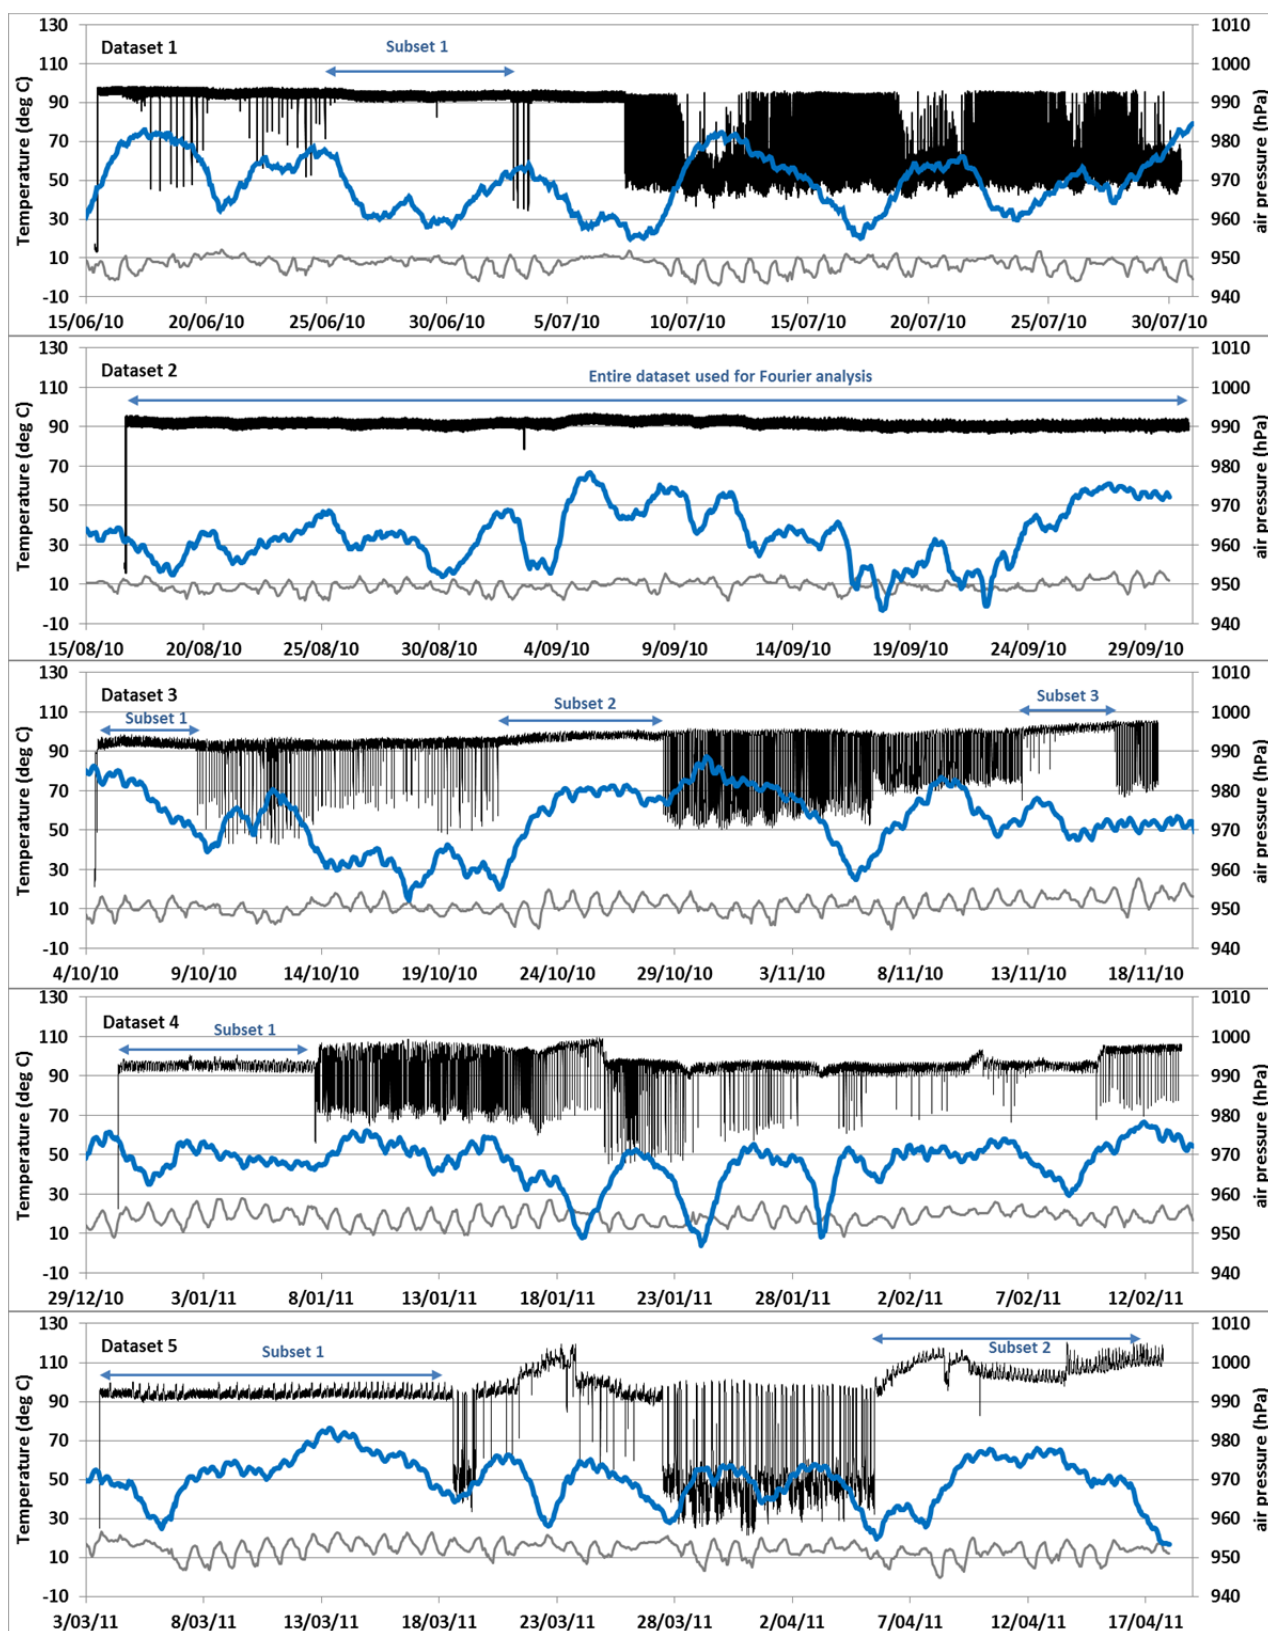 Dataset 1
Subset 1
Temperature (deg C)
130
110
90
70
50
30
10
-10
1010
1000
990
980
970
960
950
940
air pressure (hPa)
15/06/10 20/06/10 25/06/10 30/06/10 5/07/10 10/07/10 15/07/10 20/07/10 25/07/10 30/07/10
Dataset 2
Entire dataset used for Fourier analysis
Temperature (deg C)
130
110
90
70
50
30
10
-10
1010
1000
990
980
970
960
950
940
air pressure (hPa)
15/08/10 20/08/10 25/08/10 30/08/10 4/09/10 9/09/10 14/09/10 19/09/10 24/09/10 29/09/10
Dataset 3
Subset 1
Subset 2
Subset 3
Temperature (deg C)
130
110
90
70
50
30
10
-10
1010
1000
990
980
970
960
950
940
air pressure (hPa)
4/10/10 9/10/10 14/10/10 19/10/10 24/10/10 29/10/10 3/11/10 8/11/10 13/11/10 18/11/10
Dataset 4
Subset 1
Temperature (deg C)
130
110
90
70
50
30
10
-10
1010
1000
990
980
970
960
950
940
air pressure (hPa)
29/12/10 3/01/11 8/01/11 13/01/11 18/01/11 23/01/11 28/01/11 2/02/11 7/02/11 12/02/11
Dataset 5
Subset 1
Subset 2
Temperature (deg C)
130
110
90
70
50
30
10
-10
1010
1000
990
980
970
960
950
940
air pressure (hPa)
3/03/11 8/03/11 13/03/11 18/03/11 23/03/11 28/03/11 2/04/11 7/04/11 12/04/11 17/04/11